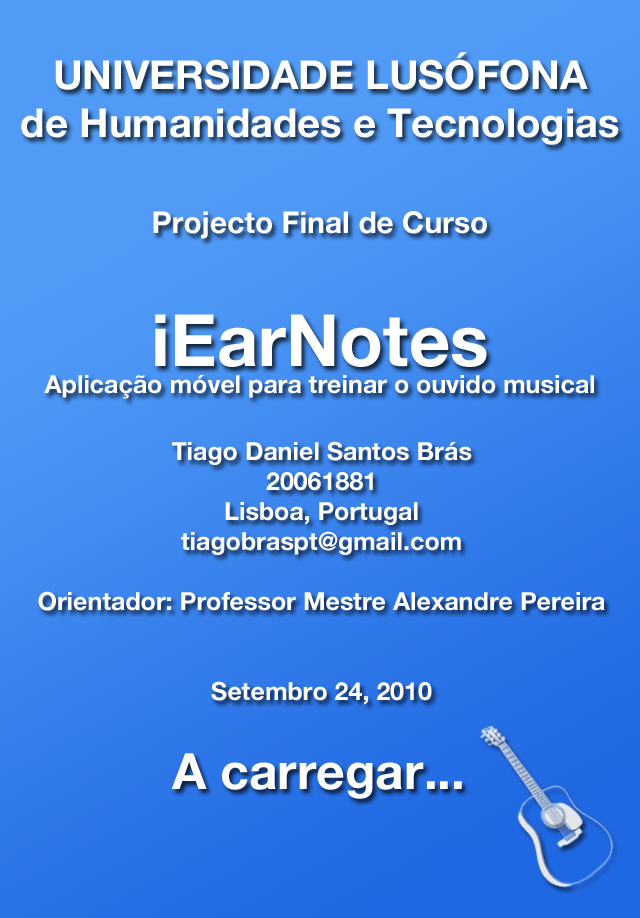 UNIVERSIDADE LUSÓFONA
de Humanidades e Tecnologias
Projecto Final de Curso
iEarNotes
Aplicação móvel para treinar o ouvido musical
Tiago Daniel Santos Brás
20061881
Lisboa, Portugal
tiagobraspt@gmail.com
Orientador: Professor Mestre Alexandre Pereira
Setembro 24, 2010
A carregar...